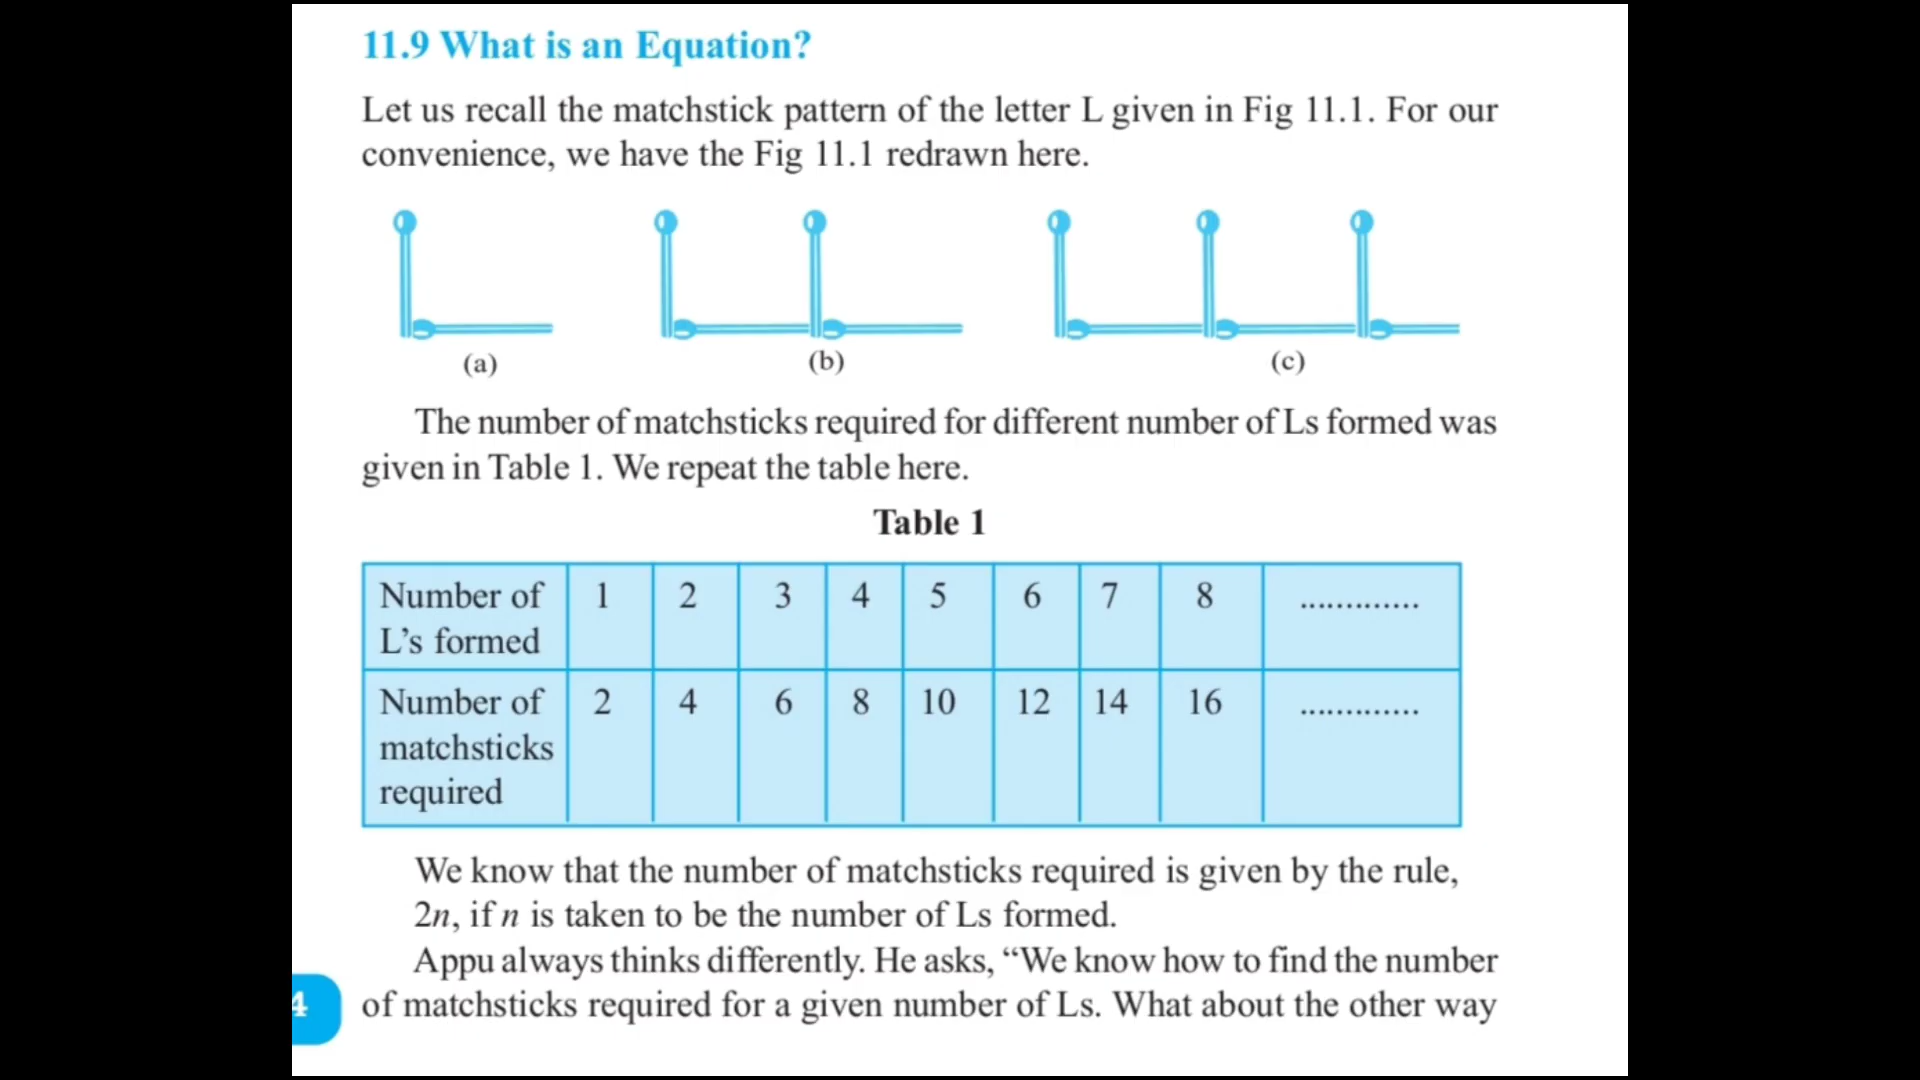 11.9 What is an Equation?
Let us recall the matchstick pattern of the letter L given in Fig 11.1. For our
convenience, we have the Fig 11.1 redrawn here.
(a) (b) (c)
The number of matchsticks required for different number of Ls formed was
given in Table 1. We repeat the table here.
Table 1
Number of 1 2 3 4 5 6 7 8 .............
L’s formed
Number of 2 4 6 8 10 12 14 16 .............
matchsticks
required
We know that the number of matchsticks required is given by the rule,
2n, if n is taken to be the number of Ls formed.
Appu always thinks differently. He asks, “We know how to find the number
4 of matchsticks required for a given number of Ls. What about the other way